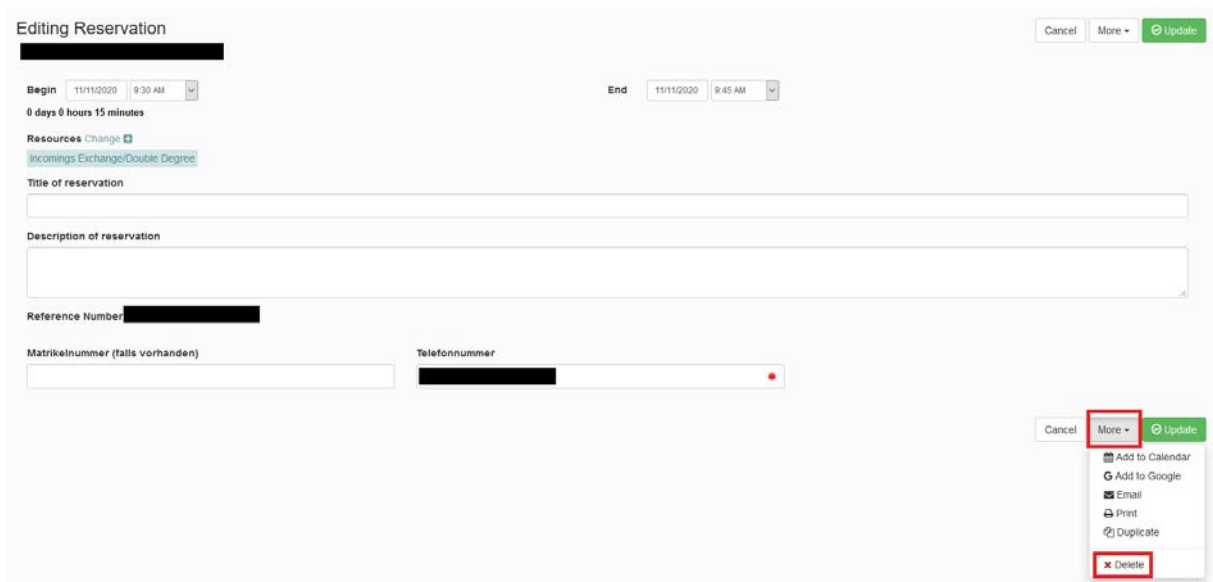 Editing Reservation
Cancel More Update
Begin 11/11/2020 9:30 AM End 11/11/2020 9:45 AM
0 days 0 hours 15 minutes
Resources Change
Incomings Exchange/Double Degree
Title of reservation
Description of reservation
Reference Number
Matrikelnummer (falls vorhanden) Telefonnummer
Cancel More Update
Add to Calendar
G Add to Google
Email
Print
Duplicate
Delete